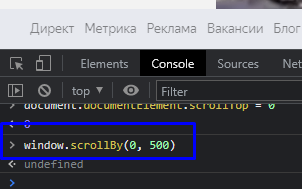 Директ Метрика Реклама Вакансии Блог
Elements Console Sources
top Filter
document.documentElement.scrollTop = 0
0
window.scrollBy(0, 500)
undefined